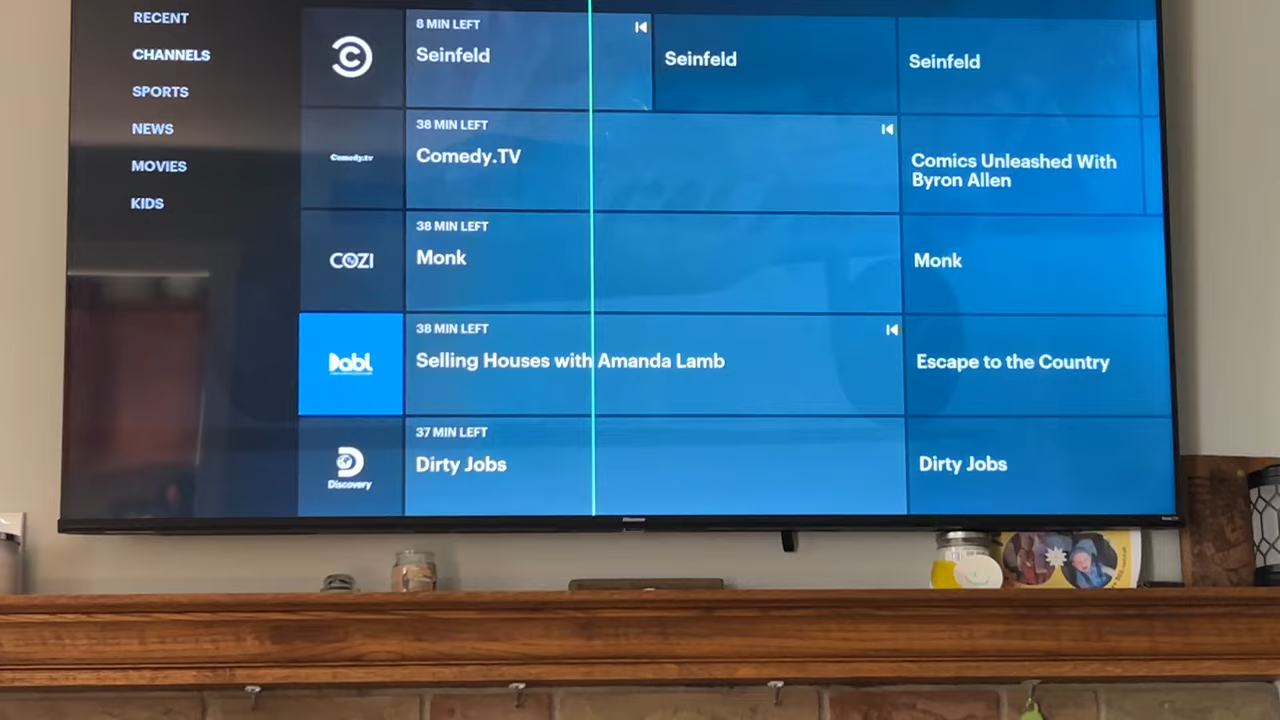 RECENT
CHANNELS
SPORTS
NEWS
MOVIES
KIDS
8 MIN LEFT
Seinfeld
Seinfeld
Seinfeld
Comedy.tv
38 MIN LEFT
Comedy.TV
Comics Unleashed With
Byron Allen
COZI
38 MIN LEFT
Monk
Monk
Dabl
38 MIN LEFT
Selling Houses with Amanda Lamb
Escape to the Country
Discovery
37 MIN LEFT
Dirty Jobs
Dirty Jobs
Hisense